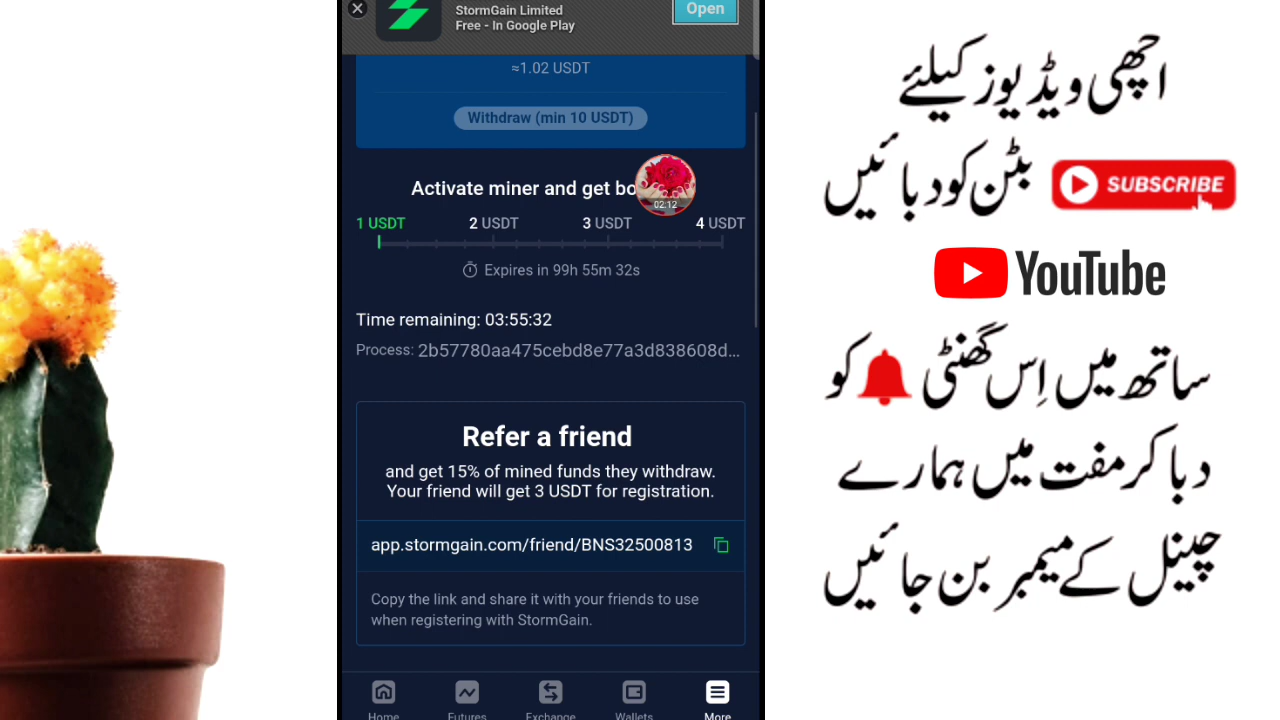 StormGain Limited
Free - In Google Play
Open
≈1.02 USDT
Withdraw (min 10 USDT)
Activate miner and get
02:12
1 USDT 2 USDT 3 USDT 4 USDT
Expires in 99h 55m 32s
Time remaining: 03:55:32
Process: 2b57780aa475cebd8e77a3d838608d...
Refer a friend
and get 15% of mined funds they withdraw.
Your friend will get 3 USDT for registration.
app.stormgain.com/friend/BNS32500813
Copy the link and share it with your friends to use
when registering with StormGain.
Home Futures Exchange Wallets More
اچھی ویڈیوز کیلئے
بٹن کو دبائیں
SUBSCRIBE
YouTube
ساتھ میں اِس گھنٹی کو
دبا کر مفت میں ہمارے
چینل کے میمبر بن جائیں